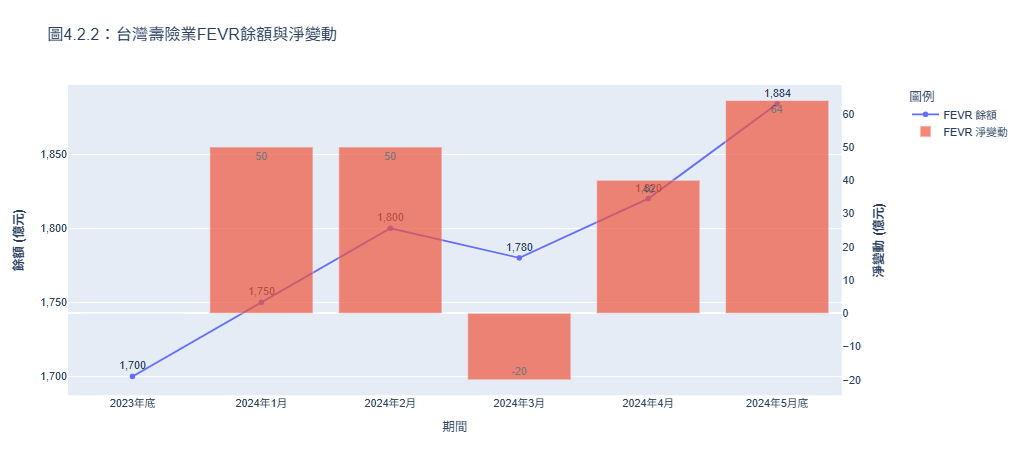 圖4.2.2：台灣壽險業FEVR餘額與淨變動
圖例
FEVR 餘額
FEVR 淨變動
餘額 (億元)
1,850
1,800
1,750
1,700
1,700
1,750
1,800
1,780
1,820
1,884
50
50
-20
40
64
60
50
40
30
20
10
0
−10
−20
淨變動 (億元)
2023年底
2024年1月
2024年2月
2024年3月
2024年4月
2024年5月底
期間